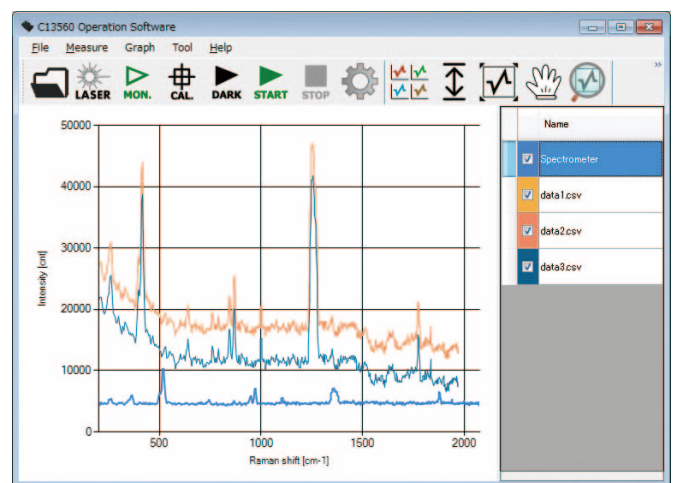 C13560 Operation Software
File Measure Graph Tool Help
LASER MON. CAL. DARK START STOP
Name
Spectrometer
data1.csv
data2.csv
data3.csv
50000
40000
30000
20000
10000
0
Intensity [cnt]
500 1000 1500 2000
Raman shift [cm-1]